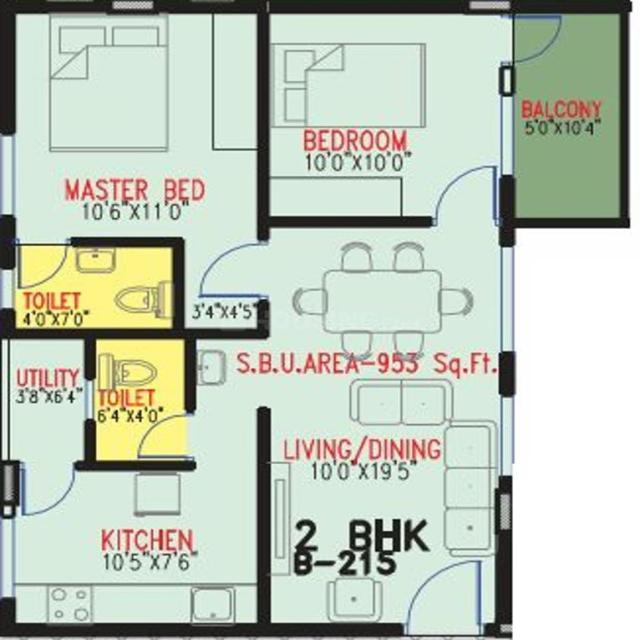 BALCONY
5'0"X10'4"
BEDROOM
10'0"X10'0"
MASTER BED
10'6"X11'0"
TOILET
4'0"X7'0"
3'4"X4'5"
S.B.U.AREA-953 Sq.Ft.
UTILITY
3'8"X6'4"
TOILET
6'4"X4'0"
LIVING/DINING
10'0"X19'5"
KITCHEN
10'5"X7'6"
2 BHK
B-215